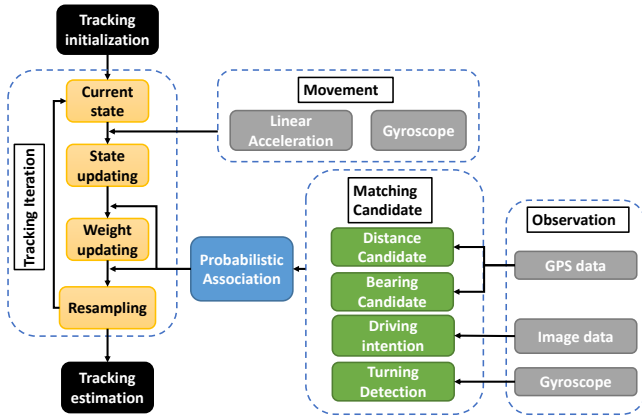 Tracking
initialization
Tracking Iteration
Current
state
State
updating
Weight
updating
Resampling
Tracking
estimation
Movement
Linear
Acceleration
Gyroscope
Probabilistic
Association
Matching
Candidate
Distance
Candidate
Bearing
Candidate
Driving
intention
Turning
Detection
Observation
GPS data
Image data
Gyroscope